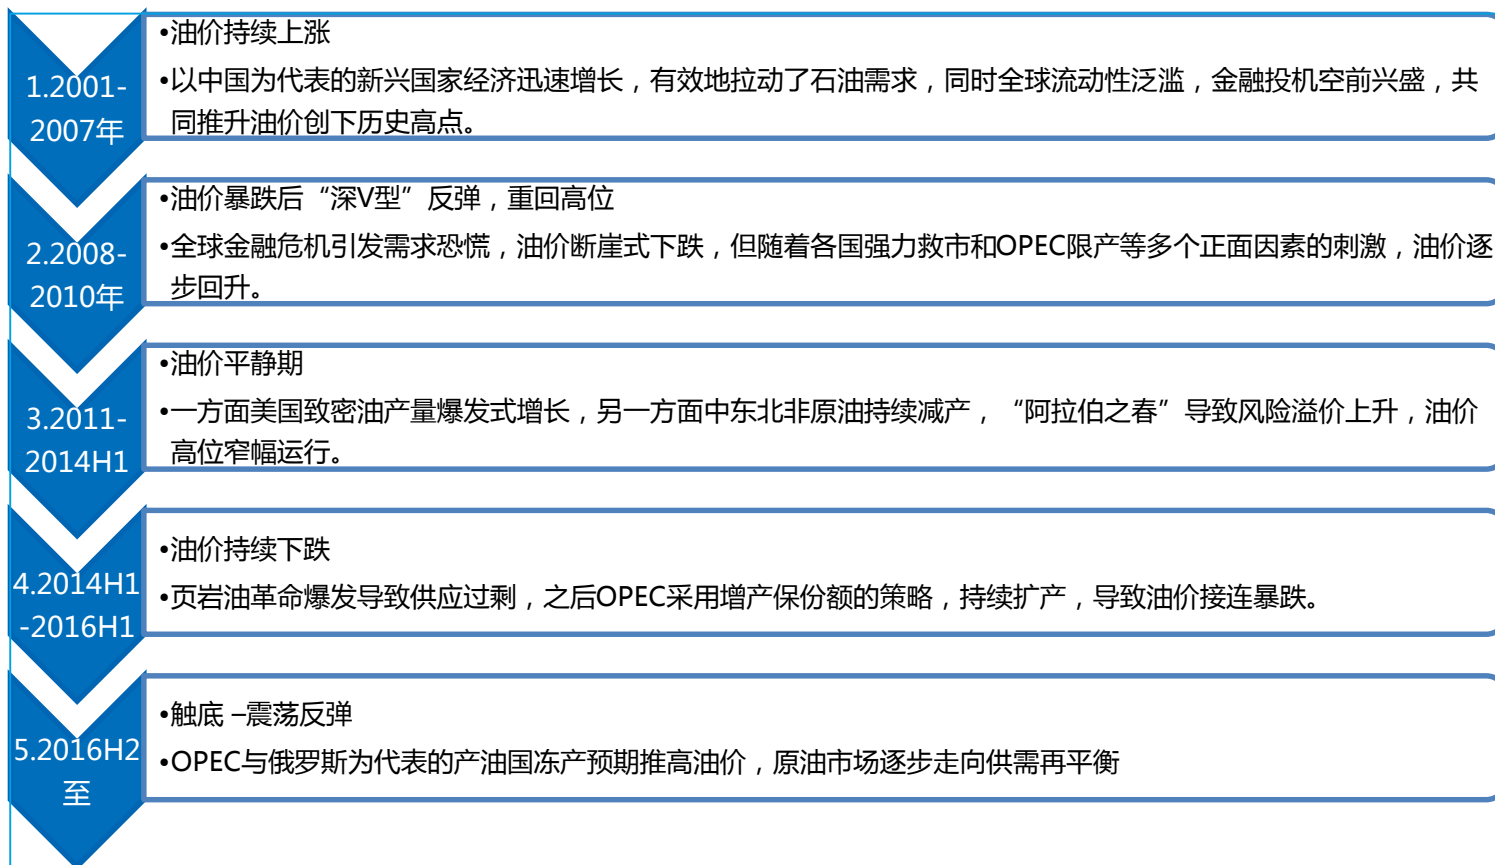 1.2001-
2007年
•油价持续上涨
•以中国为代表的新兴国家经济迅速增长，有效地拉动了石油需求，同时全球流动性泛滥，金融投机空前兴盛，共
同推升油价创下历史高点。
2.2008-
2010年
•油价暴跌后“深V型”反弹，重回高位
•全球金融危机引发需求恐慌，油价断崖式下跌，但随着各国强力救市和OPEC限产等多个正面因素的刺激，油价逐
步回升。
3.2011-
2014H1
•油价平静期
•一方面美国致密油产量爆发式增长，另一方面中东北非原油持续减产，“阿拉伯之春”导致风险溢价上升，油价
高位窄幅运行。
4.2014H1
-2016H1
•油价持续下跌
•页岩油革命爆发导致供应过剩，之后OPEC采用增产保份额的策略，持续扩产，导致油价接连暴跌。
5.2016H2
至
•触底 –震荡反弹
•OPEC与俄罗斯为代表的产油国冻产预期推高油价，原油市场逐步走向供需再平衡